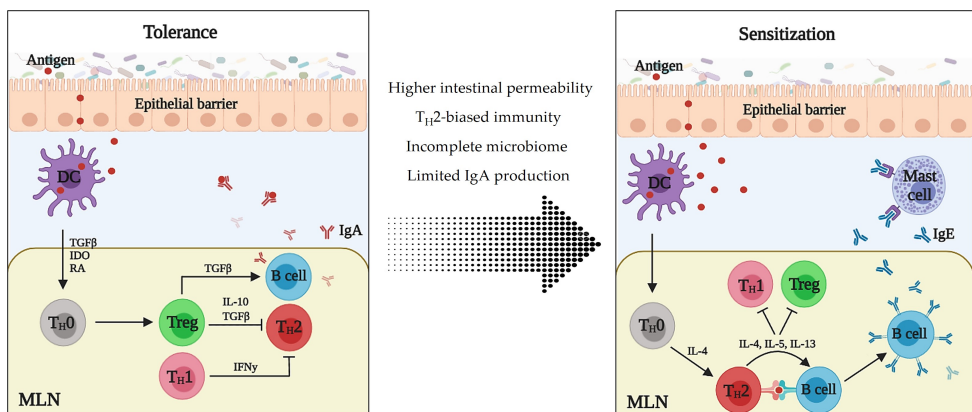 Tolerance
Antigen
Epithelial barrier
DC
IgA
TGFβ
IDO
RA
TGFβ
B cell
IL-10
TGFβ
TH0
Treg
TH2
TH1
IFNy
MLN
Higher intestinal permeability
TH2-biased immunity
Incomplete microbiome
Limited IgA production
Sensitization
Antigen
Epithelial barrier
DC
Mast
cell
IgE
TH1
Treg
TH0
B cell
IL-4
IL-4, IL-5, IL-13
TH2
B cell
MLN